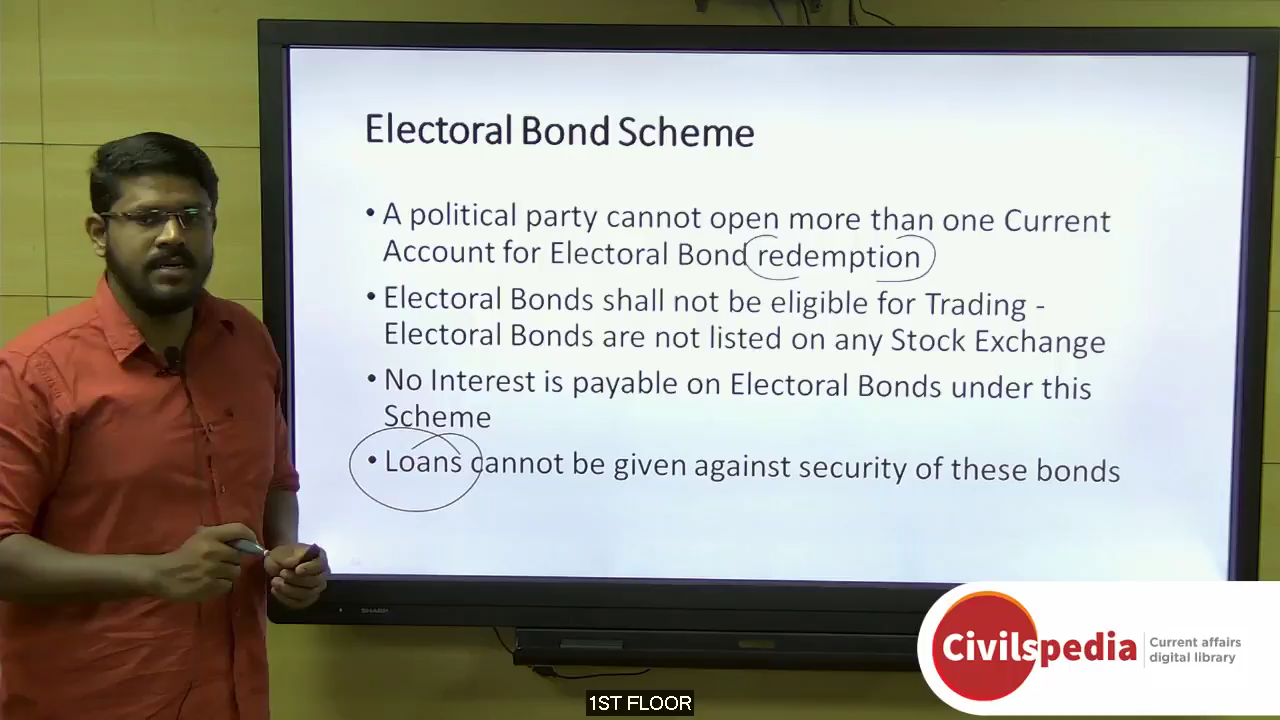 Electoral Bond Scheme
• A political party cannot open more than one Current
Account for Electoral Bond redemption
• Electoral Bonds shall not be eligible for Trading -
Electoral Bonds are not listed on any Stock Exchange
• No Interest is payable on Electoral Bonds under this
Scheme
• Loans cannot be given against security of these bonds
SHARP
Civilspedia
Current affairs
digital library
1ST FLOOR